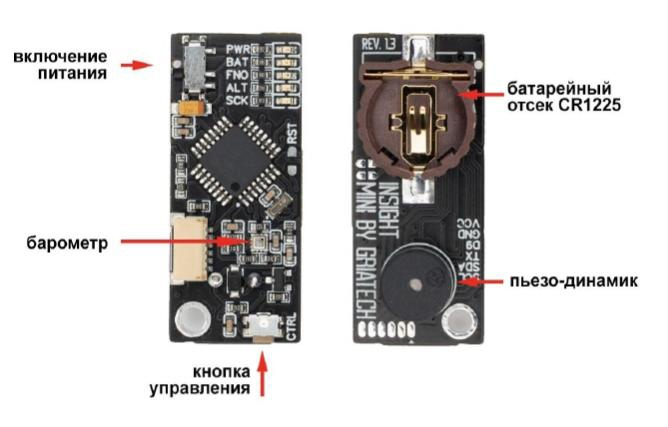 включение
питания
барометр
кнопка
управления
PWR
BAT
FNO
ALT
SCK
RST
CTRL
REV. 1.3
батарейный
отсек CR1225
INSIGHT
MINI BY GRIATECH
VCC
GND
D9
TX
SDA
пьезо-динамик